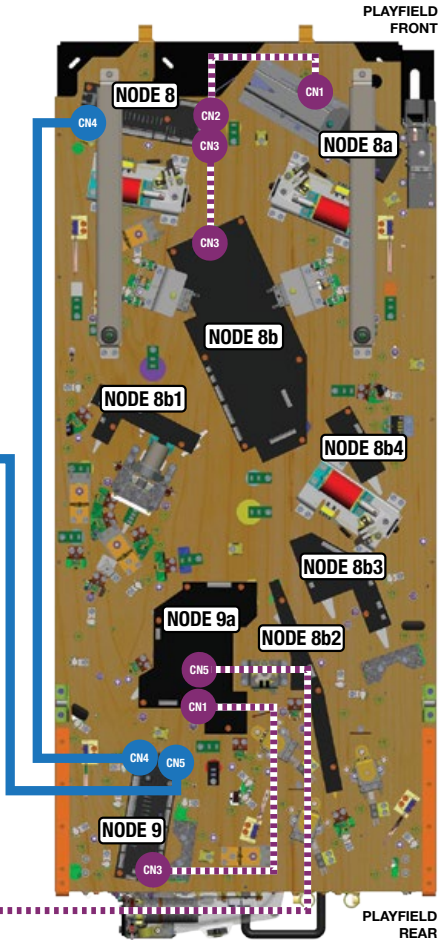 PLAYFIELD
FRONT
NODE 8
CN1
CN4
CN2
CN3
NODE 8a
CN3
NODE 8b
NODE 8b1
NODE 8b4
NODE 8b3
NODE 9a
NODE 8b2
CN5
CN1
CN4
CN5
NODE 9
CN3
PLAYFIELD
REAR